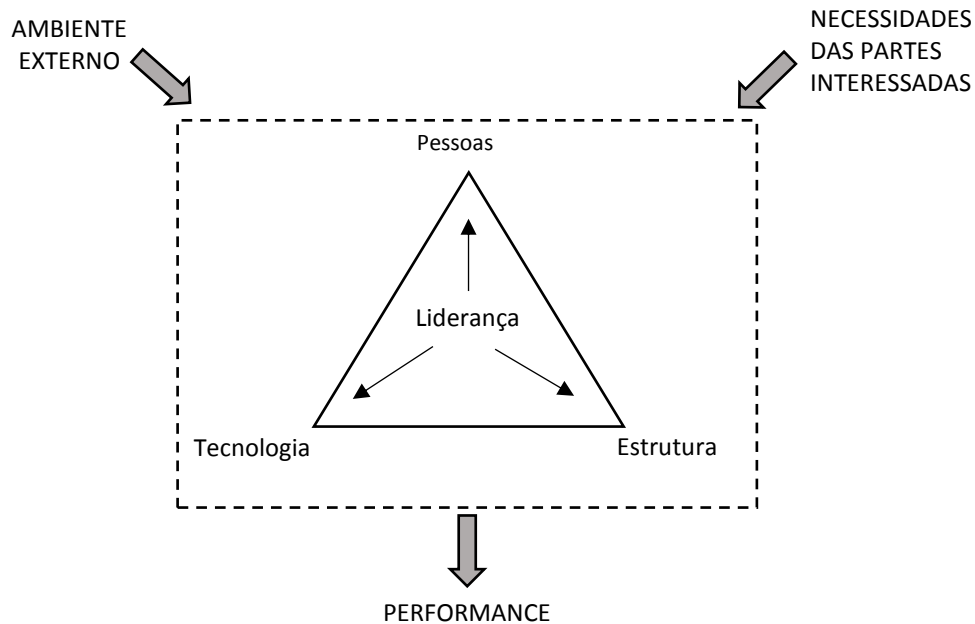 AMBIENTE
EXTERNO
NECESSIDADES
DAS PARTES
INTERESSADAS
Pessoas
Liderança
Tecnologia
Estrutura
PERFORMANCE